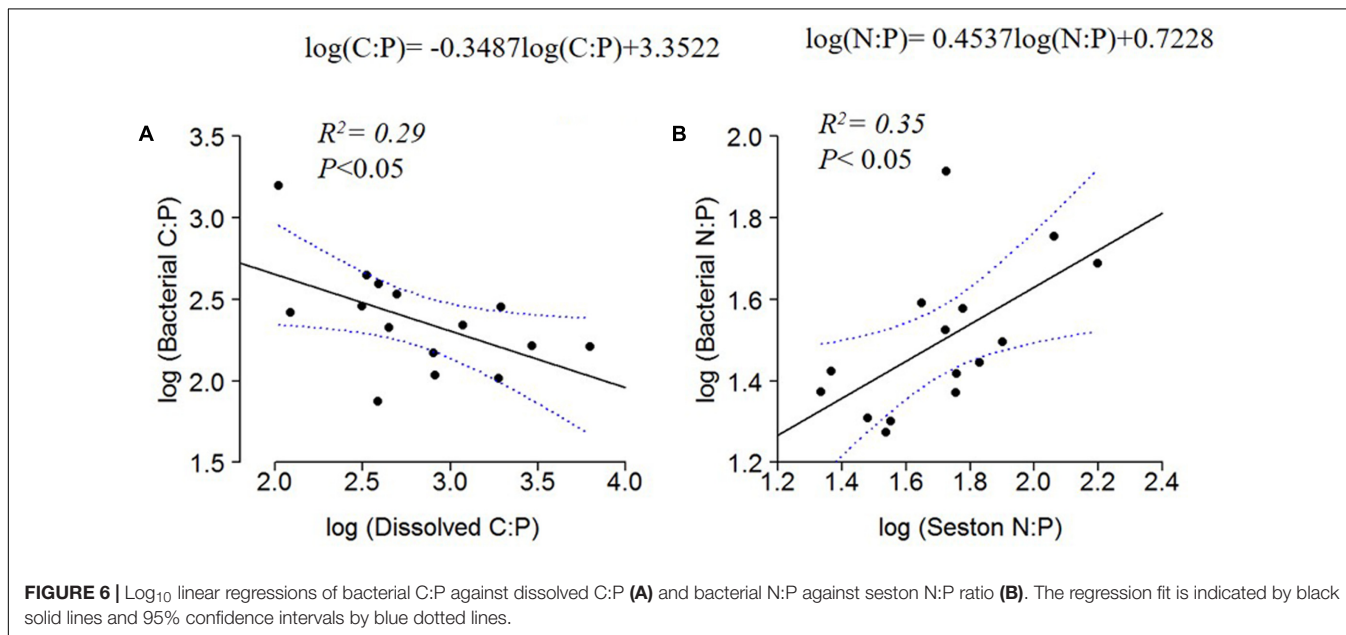 log(C:P)= -0.3487log(C:P)+3.3522
log(N:P)= 0.4537log(N:P)+0.7228
A
R²= 0.29
P<0.05
3.5
3.0
2.5
2.0
1.5
log (Bacterial C:P)
2.0 2.5 3.0 3.5 4.0
log (Dissolved C:P)
B
R²= 0.35
P< 0.05
2.0
1.8
1.6
1.4
1.2
log (Bacterial N:P)
1.2 1.4 1.6 1.8 2.0 2.2 2.4
log (Seston N:P)
FIGURE 6 | Log₁₀ linear regressions of bacterial C:P against dissolved C:P (A) and bacterial N:P against seston N:P ratio (B). The regression fit is indicated by black
solid lines and 95% confidence intervals by blue dotted lines.